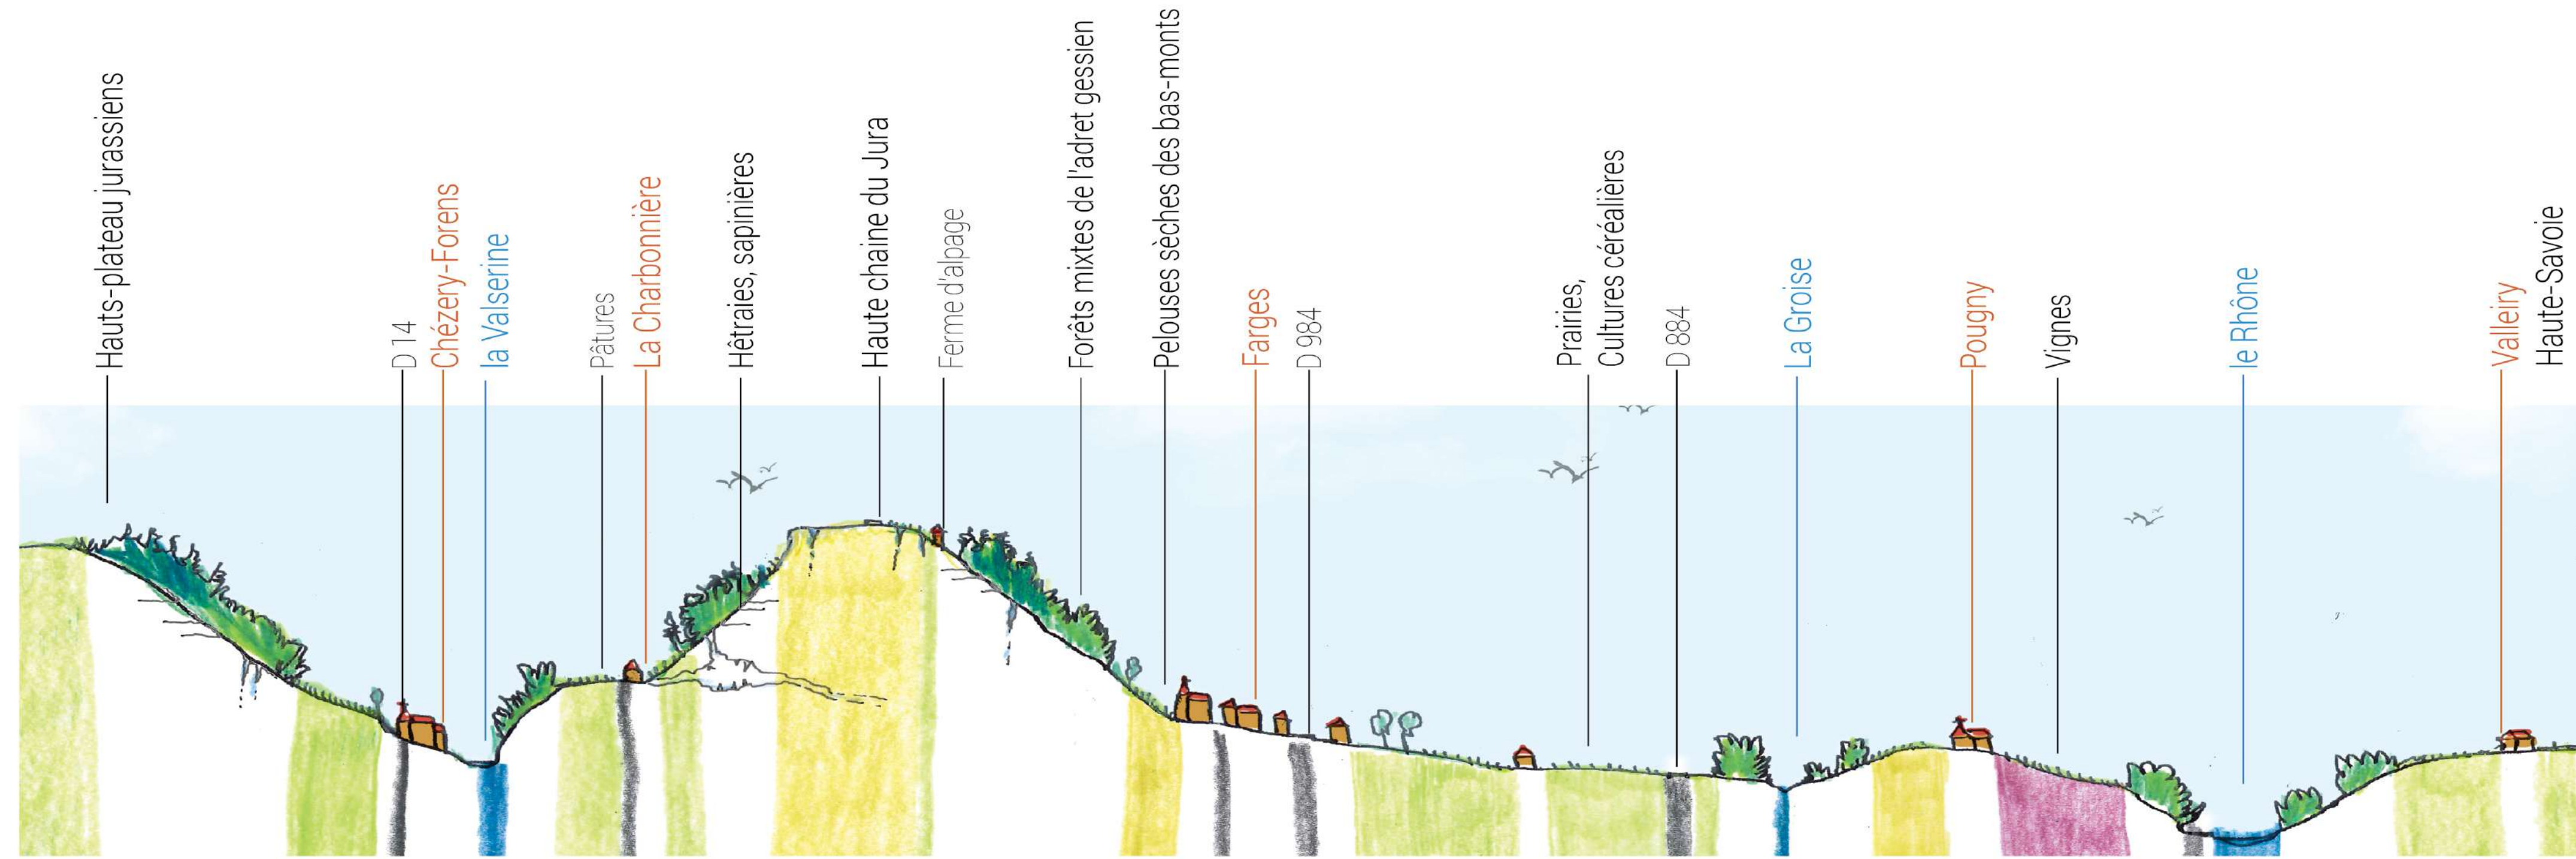 Hauts-plateau jurassiens
D 14
Chézery-Forens
la Valserine
Pâtures
La Charbonnière
Hêtraies, sapinières
Haute chaine du Jura
Ferme d'alpage
Forêts mixtes de l'adret gessien
Pelouses sèches des bas-monts
Farges
D 984
Prairies,
Cultures céréalières
D 884
La Groise
Pougny
Vignes
le Rhône
Valleiry
Haute-Savoie